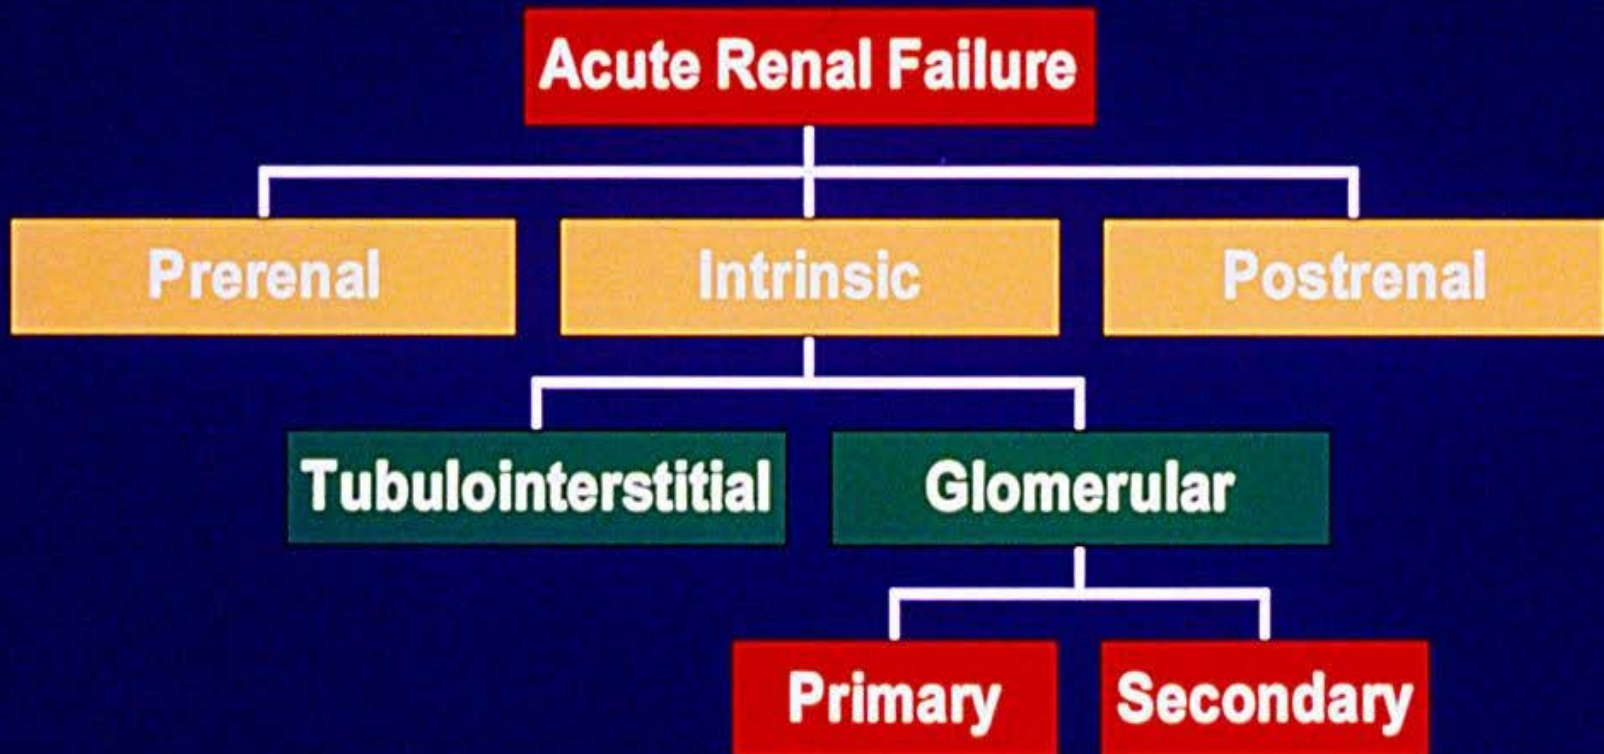 Acute Renal Failure
Prerenal
Intrinsic
Postrenal
Tubulointerstitial
Glomerular
Primary
Secondary